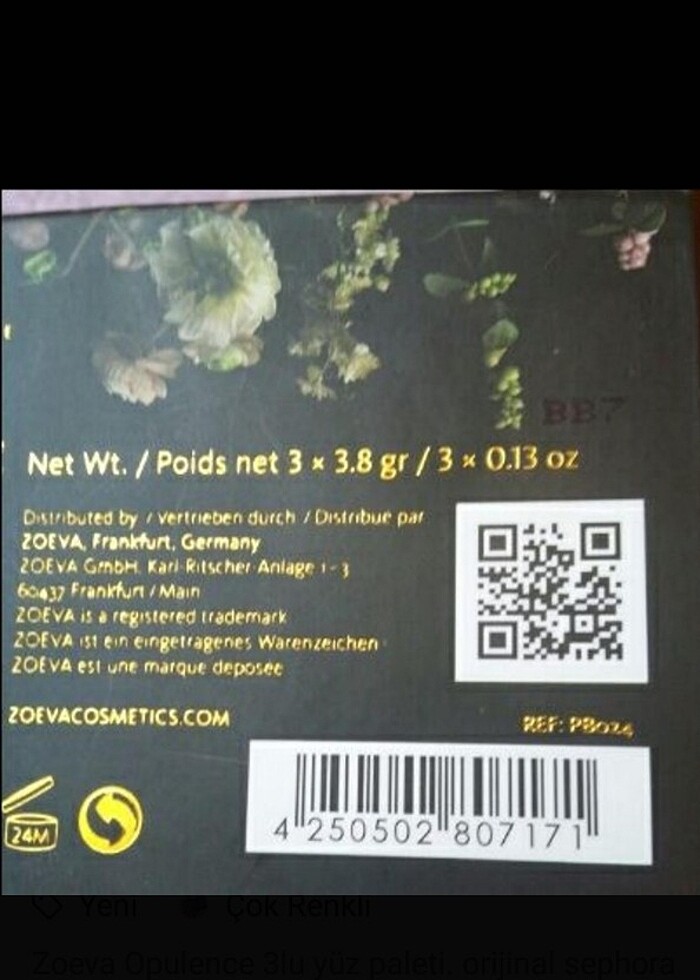 BB7
Net Wt. / Poids net 3 × 3.8 gr / 3 × 0.13 oz
Distributed by / Vertrieben durch / Distribué par
ZOEVA, Frankfurt, Germany
ZOEVA GmbH, Karl-Ritscher-Anlage 1-3
60437 Frankfurt / Main
ZOEVA is a registered trademark
ZOEVA ist ein eingetragenes Warenzeichen
ZOEVA est une marque déposée
ZOEVACOSMETICS.COM
REF: P8024
24M
4 250502 807171
Yeni Çok Renkli
Zoeva Opulence 3lu yüz paleti, orijinal sephora